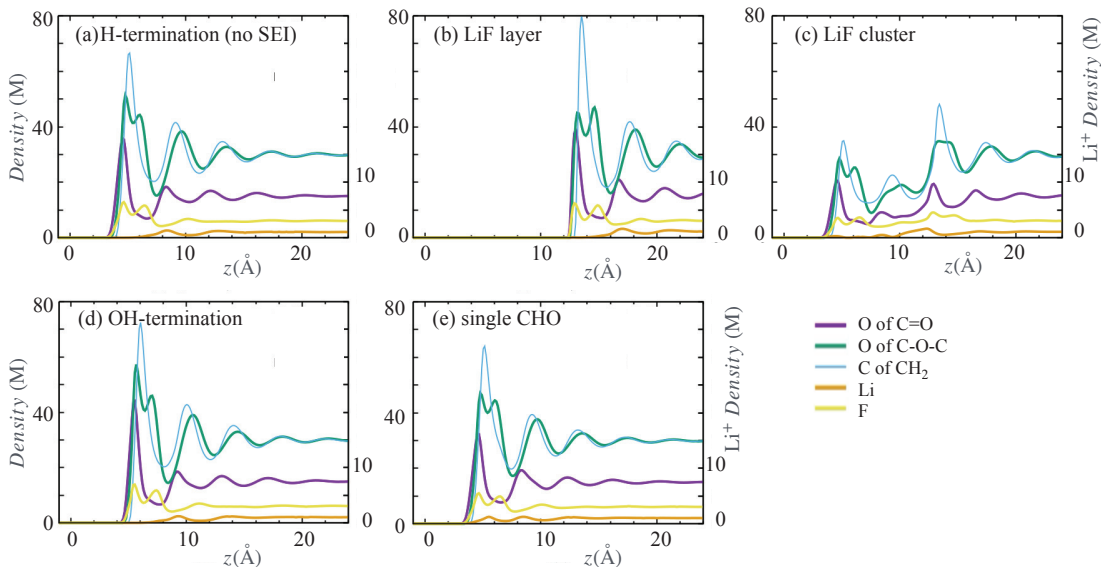 (a)H-termination (no SEI)
80
40
0
Density (M)
10
0
0
10
20
z(Å)
(b) LiF layer
80
40
0
10
0
0
10
20
z(Å)
(c) LiF cluster
80
40
0
10
0
Li+ Density (M)
0
10
20
z(Å)
(d) OH-termination
80
40
0
Density (M)
10
0
0
10
20
z(Å)
(e) single CHO
80
40
0
10
0
Li+ Density (M)
0
10
20
z(Å)
O of C=O
O of C-O-C
C of CH2
Li
F